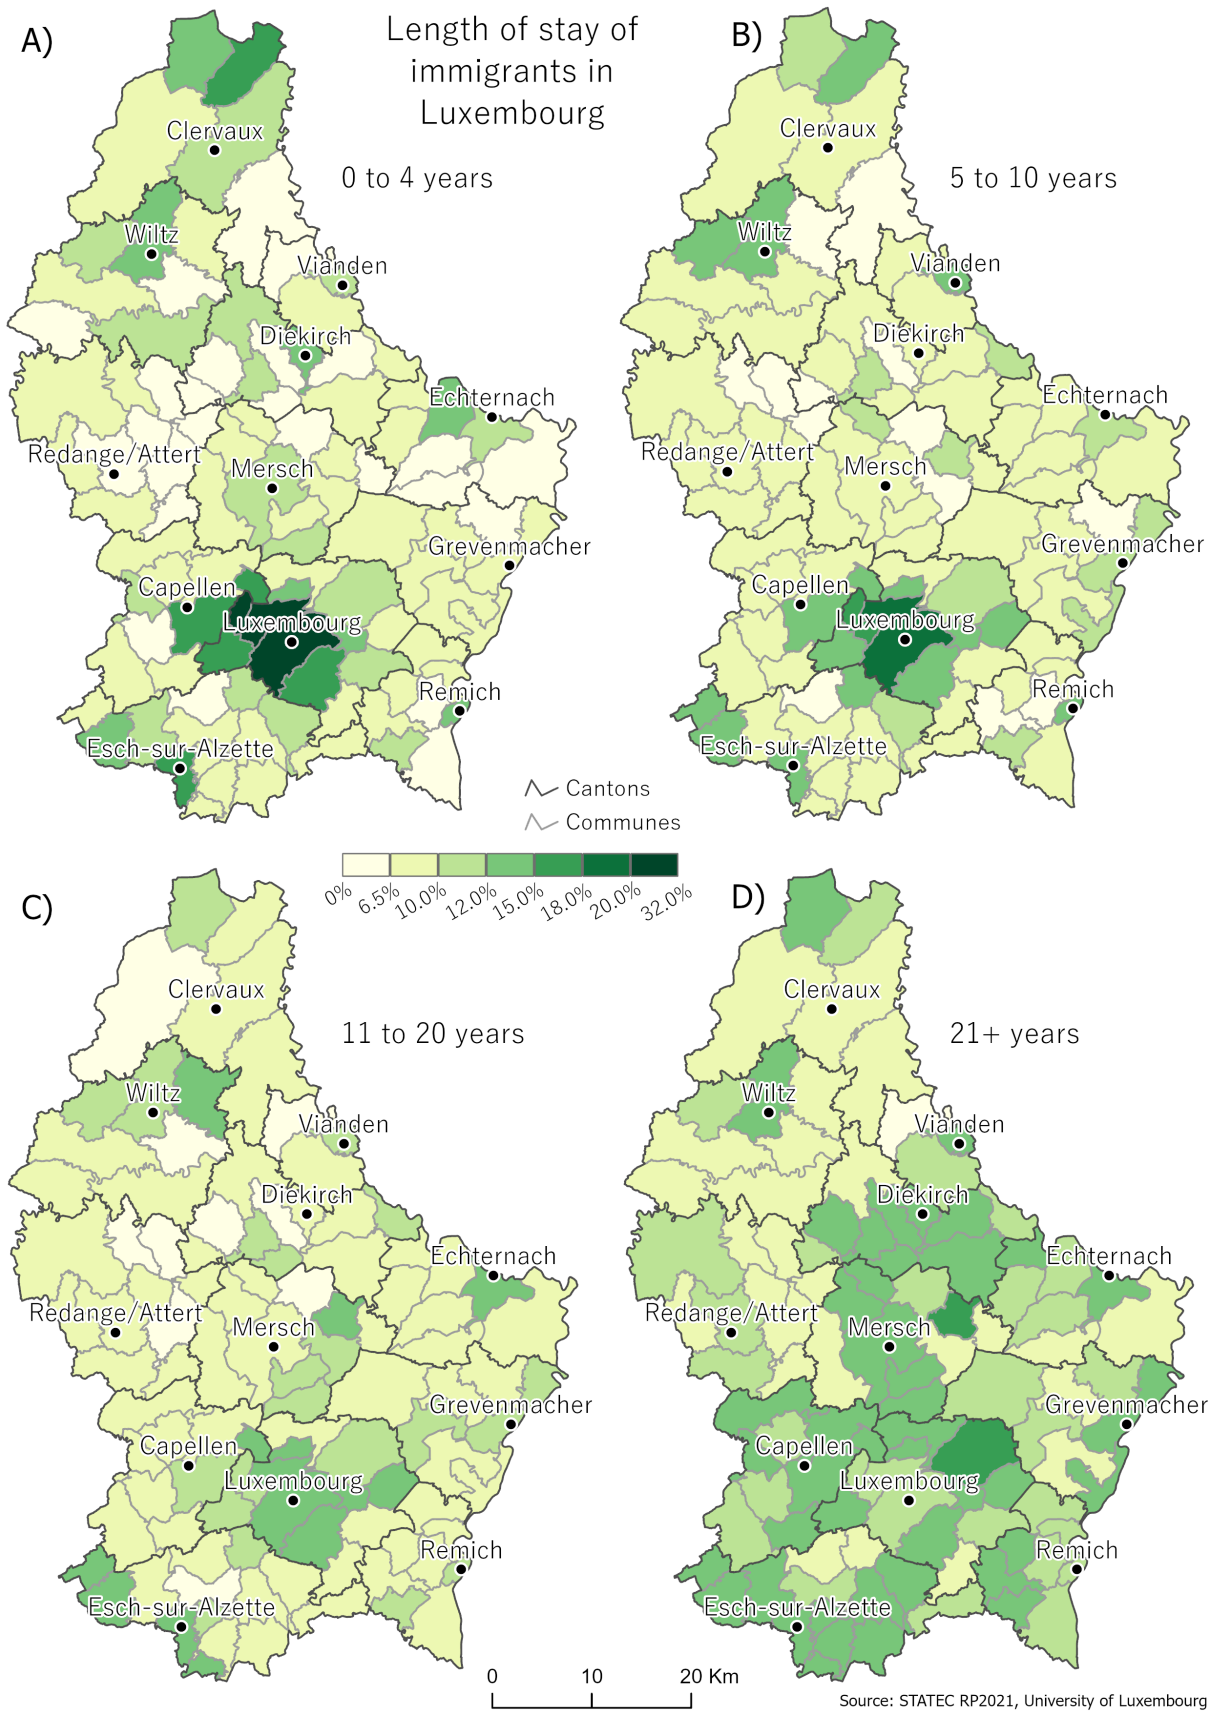 A)
Length of stay of
immigrants in
Luxembourg
B)
0 to 4 years
5 to 10 years
Clervaux
Wiltz
Vianden
Diekirch
Echternach
Redange/Attert
Mersch
Grevenmacher
Capellen
Luxembourg
Remich
Esch-sur-Alzette
Clervaux
Wiltz
Vianden
Diekirch
Echternach
Redange/Attert
Mersch
Grevenmacher
Capellen
Luxembourg
Remich
Esch-sur-Alzette
Cantons
Communes
0% 6.5% 10.0% 12.0% 15.0% 18.0% 20.0% 32.0%
C)
D)
11 to 20 years
21+ years
Clervaux
Wiltz
Vianden
Diekirch
Echternach
Redange/Attert
Mersch
Grevenmacher
Capellen
Luxembourg
Remich
Esch-sur-Alzette
Clervaux
Wiltz
Vianden
Diekirch
Echternach
Redange/Attert
Mersch
Grevenmacher
Capellen
Luxembourg
Remich
Esch-sur-Alzette
0 10 20 Km
Source: STATEC RP2021, University of Luxembourg